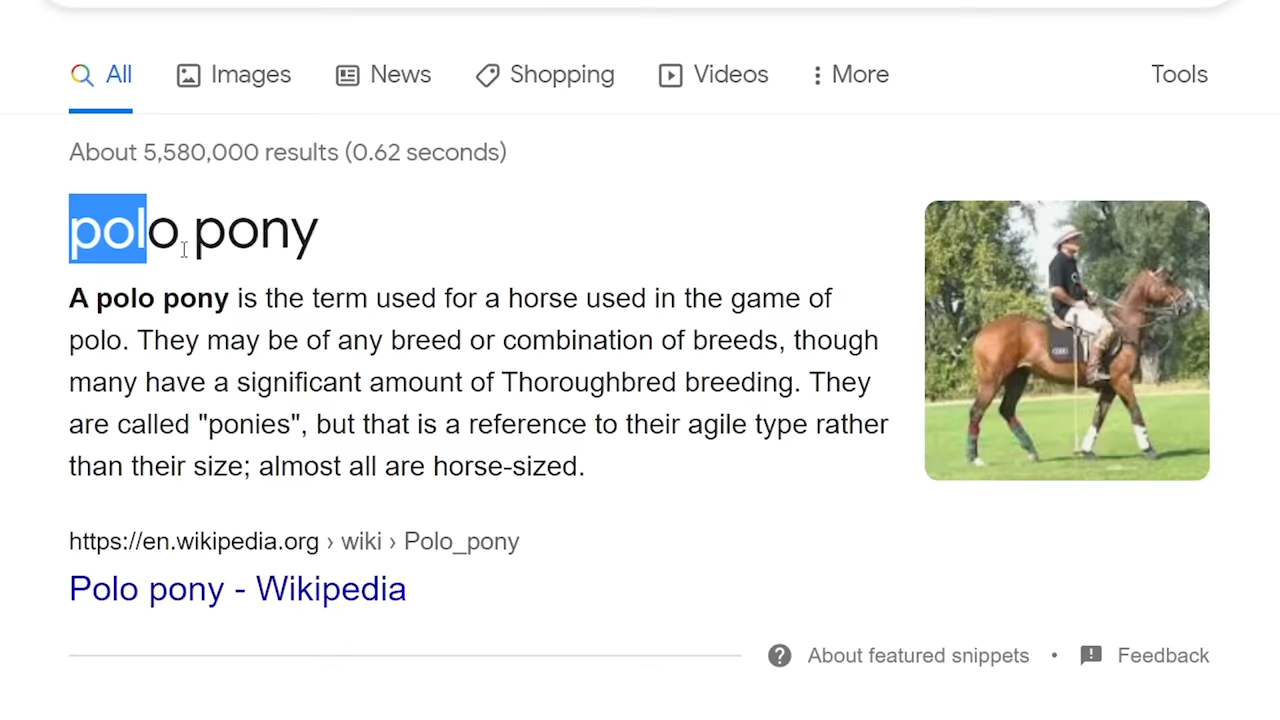 All Images News Shopping Videos More Tools
About 5,580,000 results (0.62 seconds)
polo pony
A polo pony is the term used for a horse used in the game of
polo. They may be of any breed or combination of breeds, though
many have a significant amount of Thoroughbred breeding. They
are called "ponies", but that is a reference to their agile type rather
than their size; almost all are horse-sized.
https://en.wikipedia.org › wiki › Polo_pony
Polo pony - Wikipedia
About featured snippets • Feedback